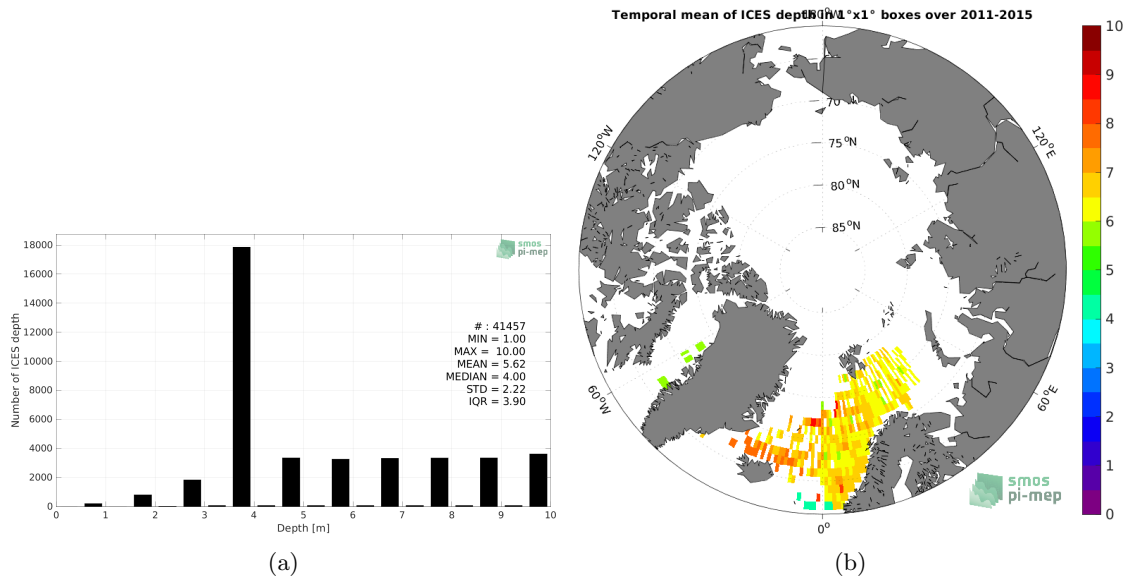 Temporal mean of ICES depth in 1°x1° boxes over 2011-2015
180°W
70°N
75°N
80°N
85°N
120°W
120°E
60°W
60°E
0°
10
9
8
7
6
5
4
3
2
1
0
smos
pi-mep
18000
16000
14000
12000
10000
8000
6000
4000
2000
0
Number of ICES depth
smos
pi-mep
# : 41457
MIN = 1.00
MAX = 10.00
MEAN = 5.62
MEDIAN = 4.00
STD = 2.22
IQR = 3.90
0 1 2 3 4 5 6 7 8 9 10
Depth [m]
(a)
(b)